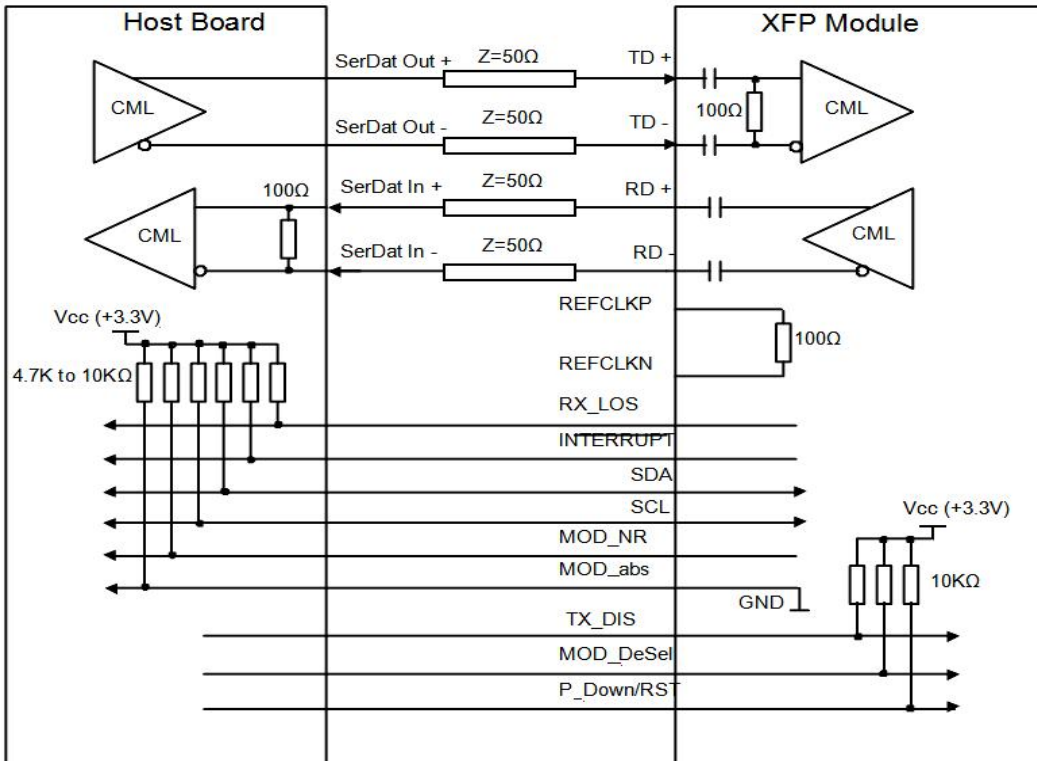 Host Board
XFP Module
SerDat Out +
Z=50Ω
TD +
CML
100Ω
CML
SerDat Out -
Z=50Ω
TD -
100Ω
SerDat In +
Z=50Ω
RD +
CML
CML
SerDat In -
Z=50Ω
RD -
Vcc (+3.3V)
REFCLKP
100Ω
4.7K to 10KΩ
REFCLKN
RX_LOS
INTERRUPT
SDA
SCL
Vcc (+3.3V)
MOD_NR
MOD_abs
10KΩ
GND
TX_DIS
MOD_DeSel
P_Down/RST